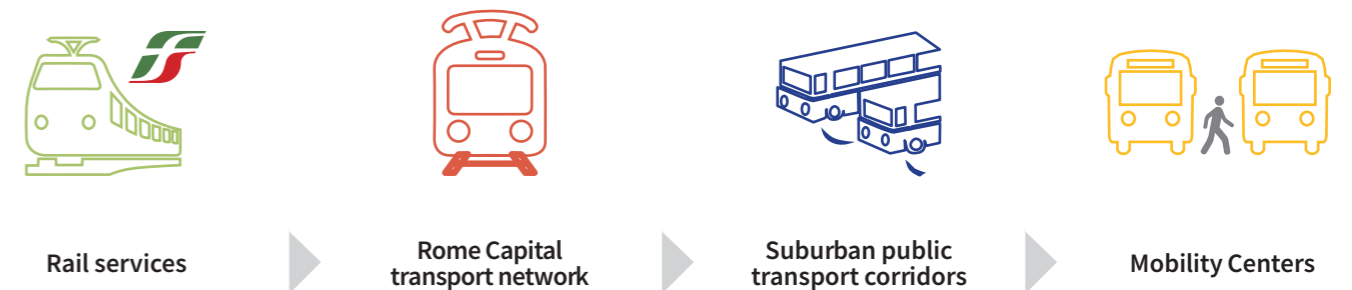 Rail services
Rome Capital
transport network
Suburban public
transport corridors
Mobility Centers